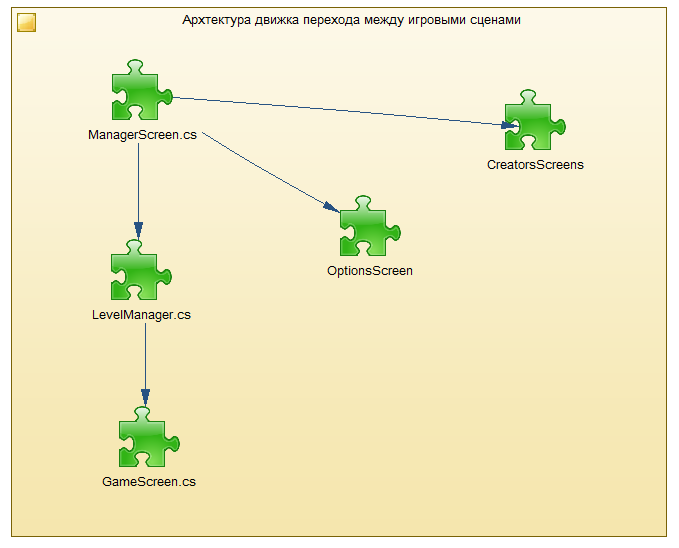 Архтектура движка перехода между игровыми сценами
ManagerScreen.cs
CreatorsScreens
OptionsScreen
LevelManager.cs
GameScreen.cs